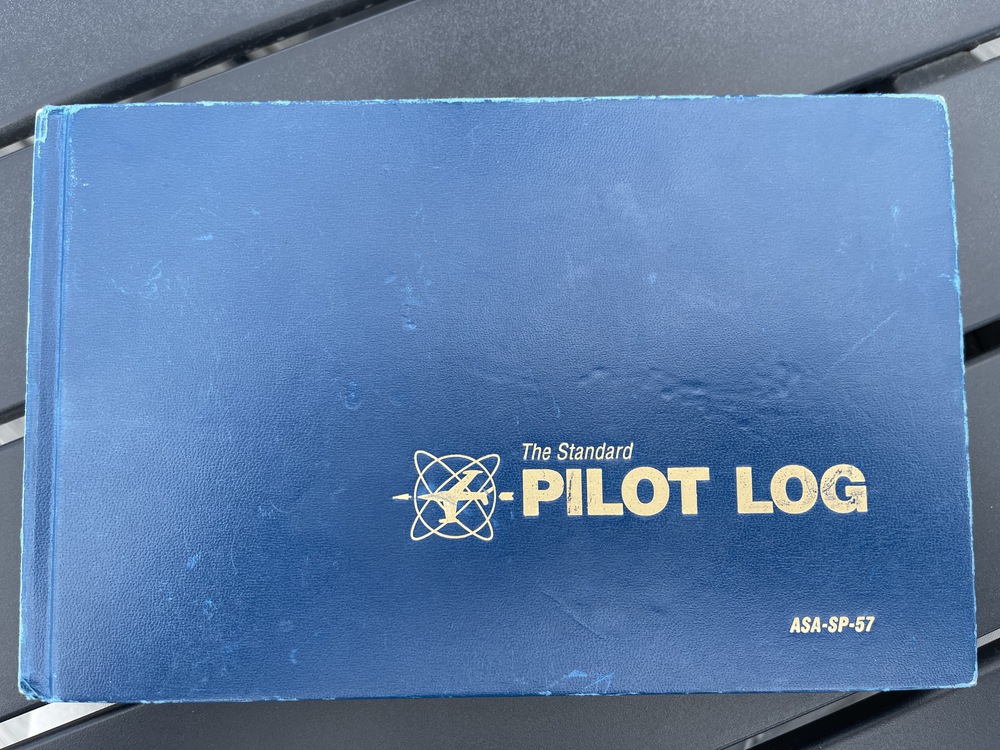 The Standard
PILOT LOG
ASA-SP-57